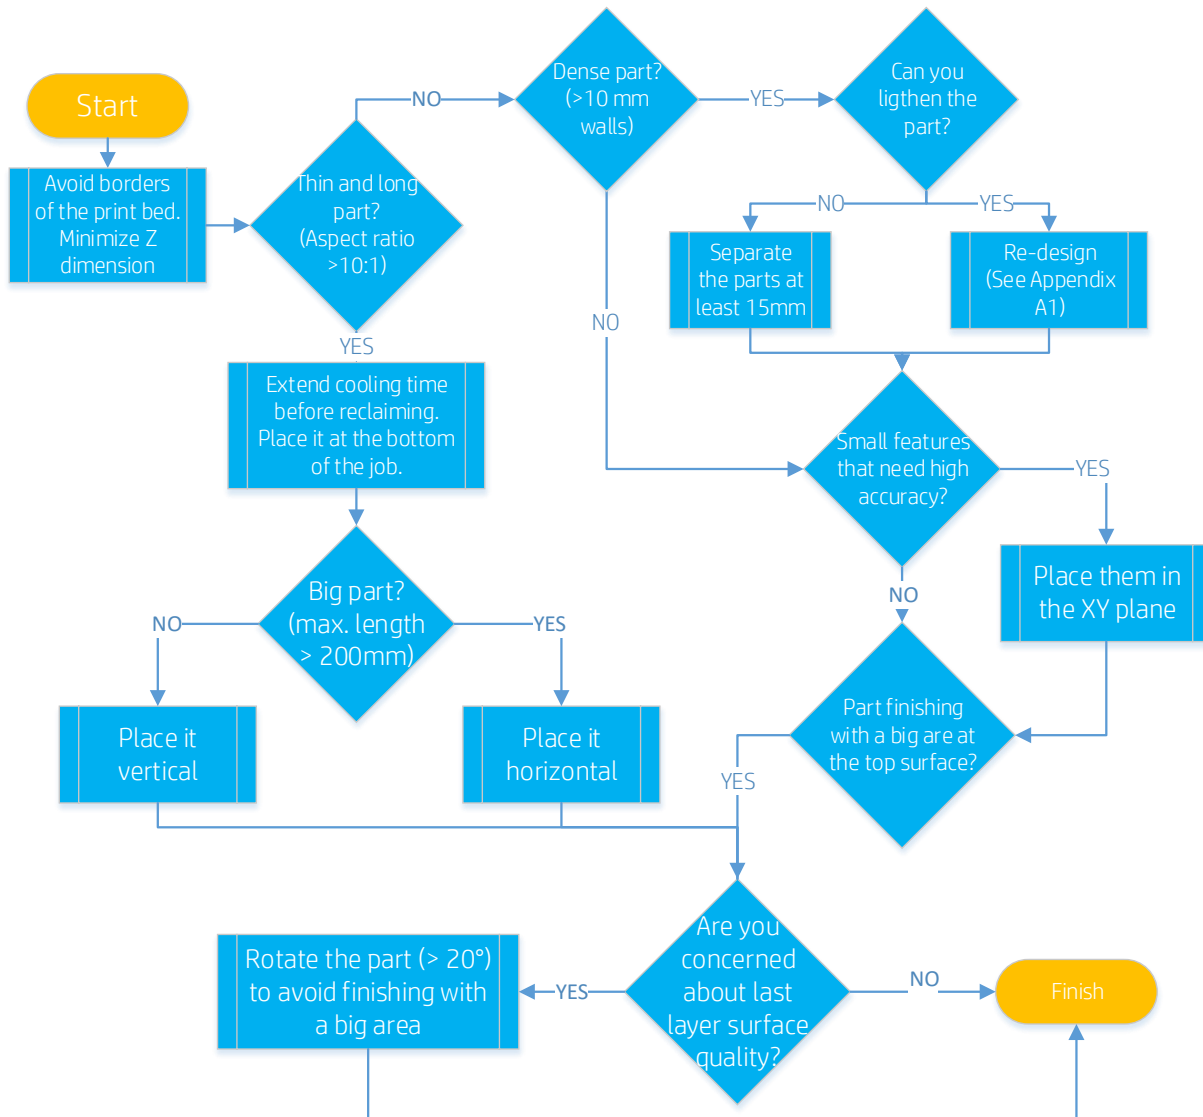 Start
Avoid borders
of the print bed.
Minimize Z
dimension
Thin and long
part?
(Aspect ratio
>10:1)
NO
Dense part?
(>10 mm
walls)
YES
Can you
ligthen the
part?
NO
YES
Separate
the parts at
least 15mm
Re-design
(See Appendix
A1)
NO
YES
Extend cooling time
before reclaiming.
Place it at the bottom
of the job.
Small features
that need high
accuracy?
YES
Place them in
the XY plane
NO
Big part?
(max. length
> 200mm)
NO
YES
Place it
vertical
Place it
horizontal
Part finishing
with a big are at
the top surface?
YES
Are you
concerned
about last
layer surface
quality?
YES
Rotate the part (> 20°)
to avoid finishing with
a big area
NO
Finish